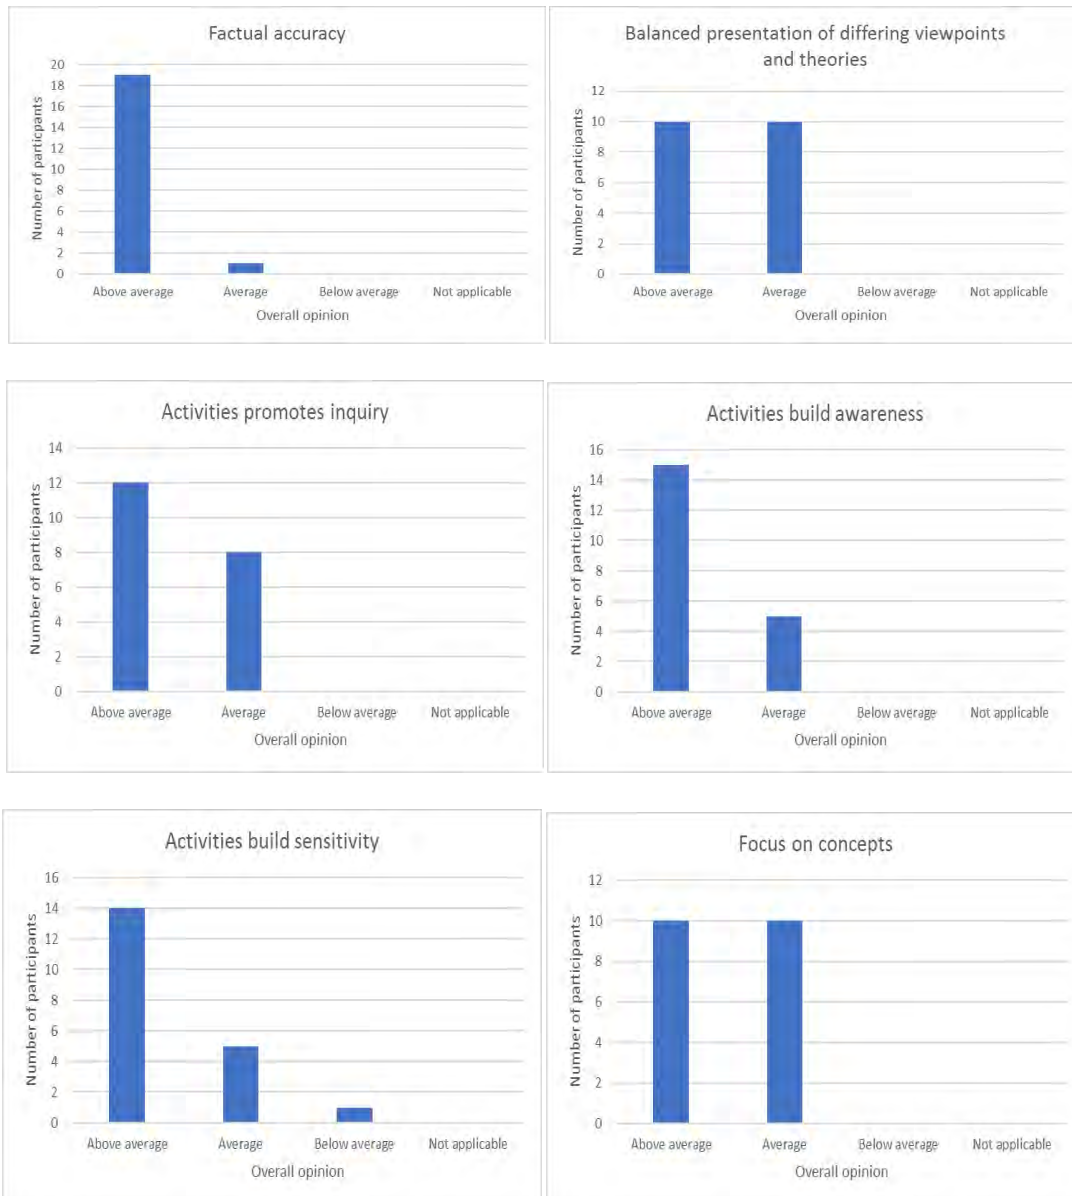 Factual accuracy
Number of particpants
20
18
16
14
12
10
8
6
4
2
0
Above average Average Below average Not applicable
Overall opinion
Balanced presentation of differing viewpoints
and theories
Number of participants
12
10
8
6
4
2
0
Above average Average Below average Not applicable
Overall opinion
Activities promotes inquiry
Number of participants
14
12
10
8
6
4
2
0
Above average Average Below average Not applicable
Overall opinion
Activities build awareness
Number of participants
16
14
12
10
8
6
4
2
0
Above average Average Below average Not applicable
Overall opinion
Activities build sensitivity
Number of participants
16
14
12
10
8
6
4
2
0
Above average Average Below average Not applicable
Overall opinion
Focus on concepts
Number of participants
12
10
8
6
4
2
0
Above average Average Below average Not applicable
Overall opinion